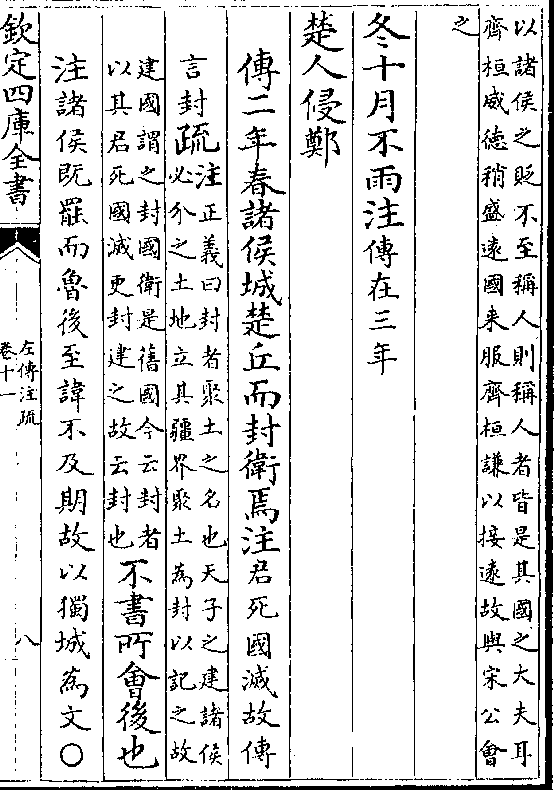 以諸侯之貶不至稱人則稱人者皆是其國之大夫耳
齊桓威德稍盛遠國来服齊桓謙以接遠故與宋公會
之
冬十月不雨注傳在三年
楚人侵鄭
傳二年春諸侯城楚丘而封衛焉注君死國滅故傳
言封疏注正義曰封者聚土之名也天子之建諸侯
必分之土地立其疆界聚土為封以記之故
建國謂之封國衛是舊國今云封者
以其君死國滅更封建之故云封也不書所會後也
注諸侯既罷而魯後至諱不及期故以獨城為文〇
欽定四庫全書
左傳注疏
卷十一
八